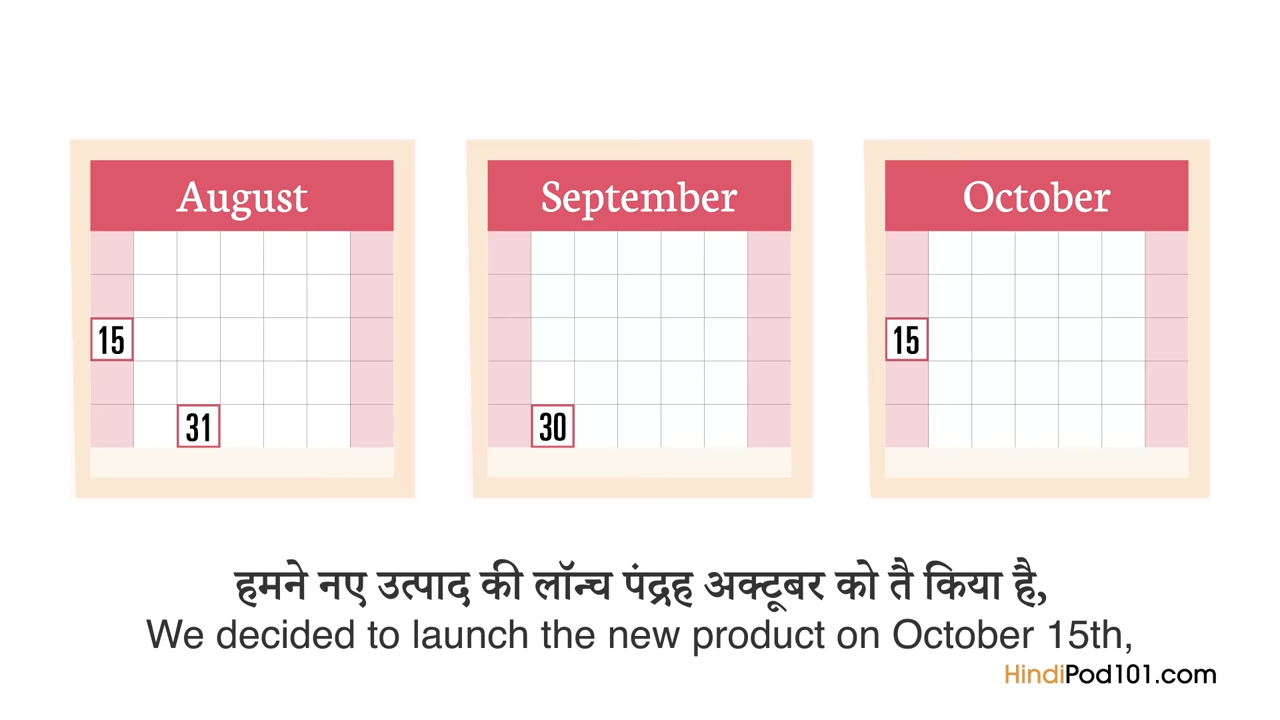 August
15
31
September
30
October
15
हमने नए उत्पाद की लॉन्च पंद्रह अक्टूबर को तै किया है,
We decided to launch the new product on October 15th,
HindiPod101.com